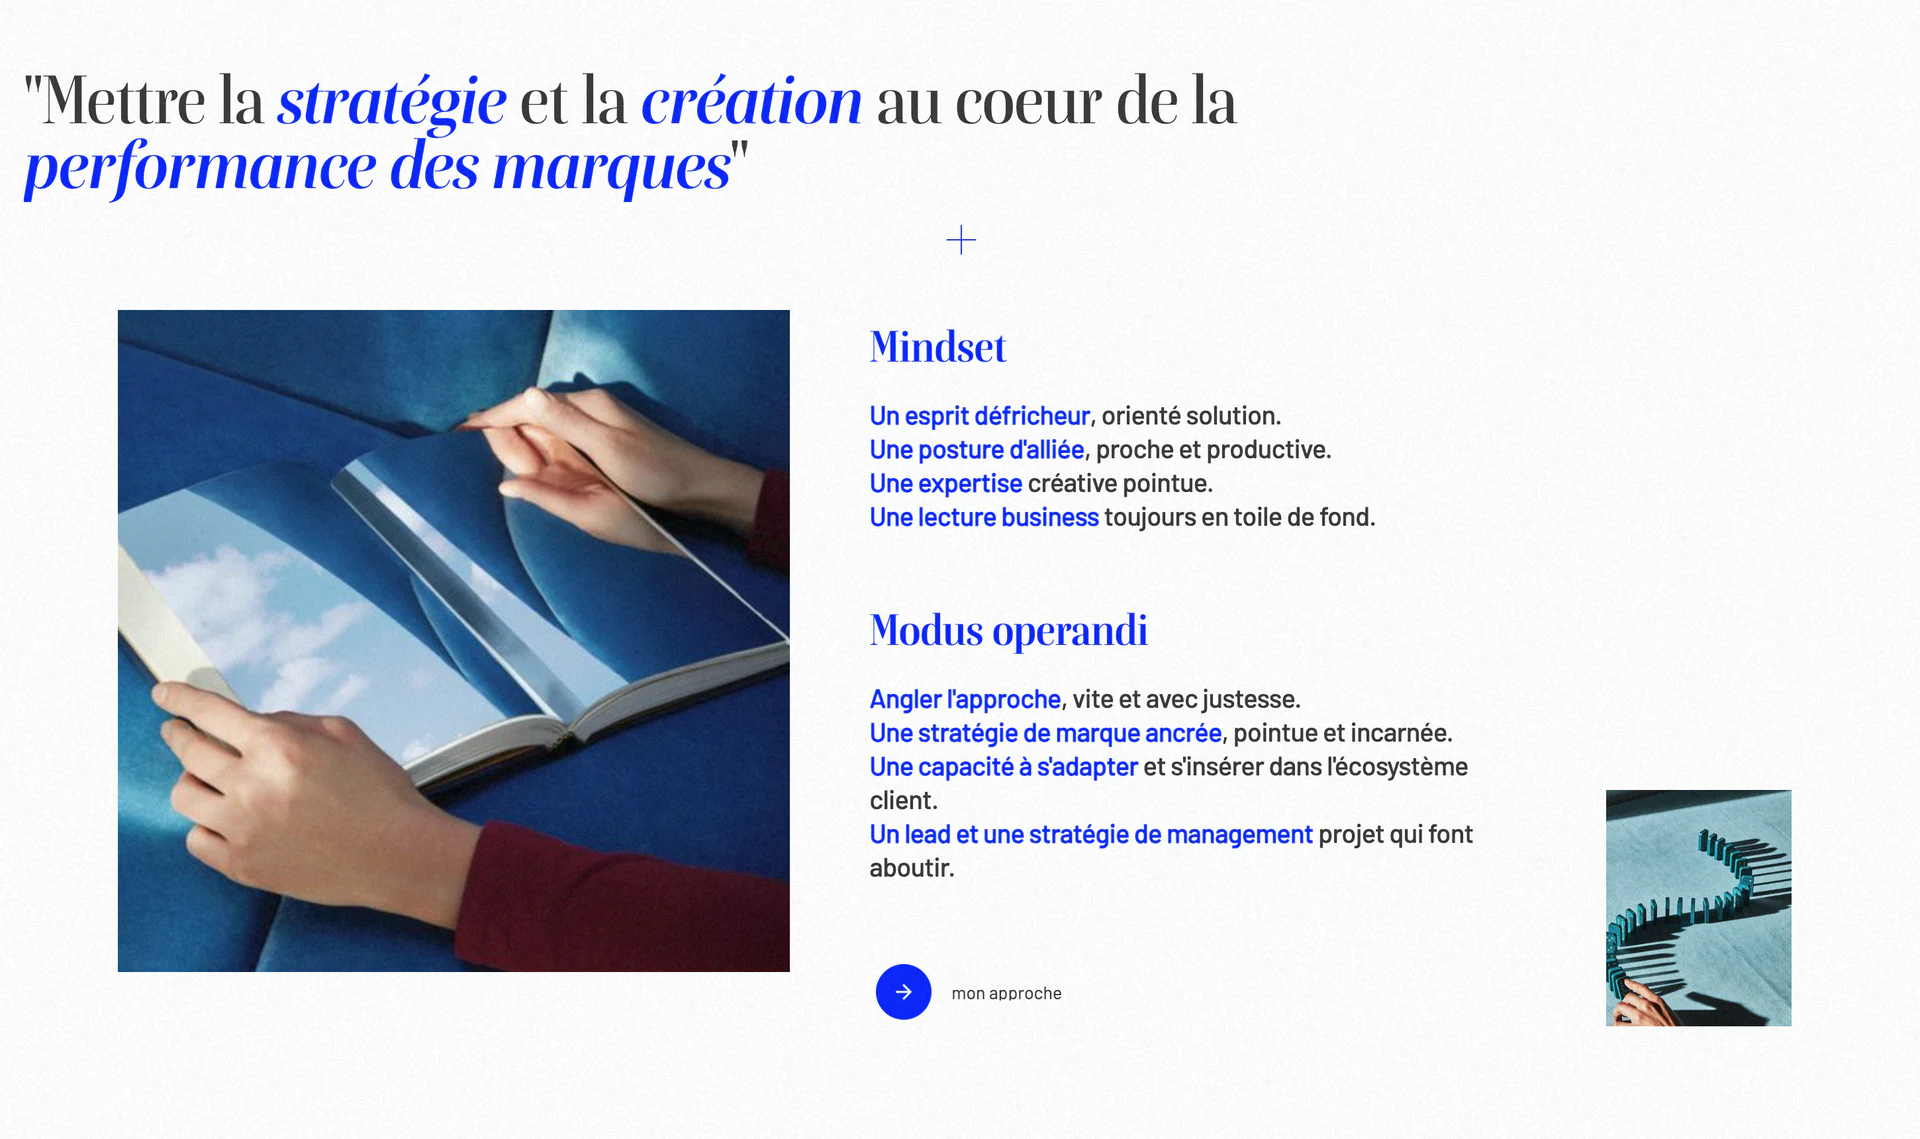 "Mettre la stratégie et la création au coeur de la
performance des marques"
Mindset
Un esprit défricheur, orienté solution.
Une posture d'alliée, proche et productive.
Une expertise créative pointue.
Une lecture business toujours en toile de fond.
Modus operandi
Angler l'approche, vite et avec justesse.
Une stratégie de marque ancrée, pointue et incarnée.
Une capacité à s'adapter et s'insérer dans l'écosystème
client.
Un lead et une stratégie de management projet qui font
aboutir.
mon approche